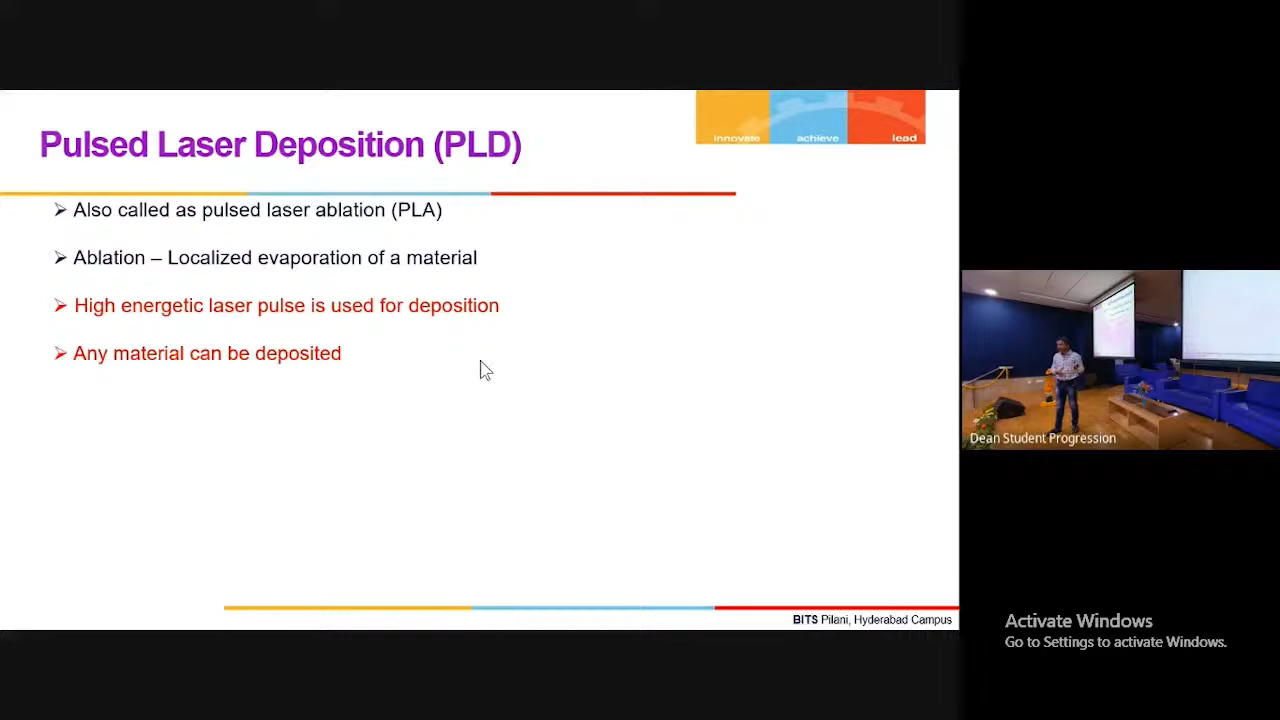 innovate achieve lead
Pulsed Laser Deposition (PLD)
➢ Also called as pulsed laser ablation (PLA)
➢ Ablation – Localized evaporation of a material
➢ High energetic laser pulse is used for deposition
➢ Any material can be deposited
BITS Pilani, Hyderabad Campus
Dean Student Progression
Activate Windows
Go to Settings to activate Windows.